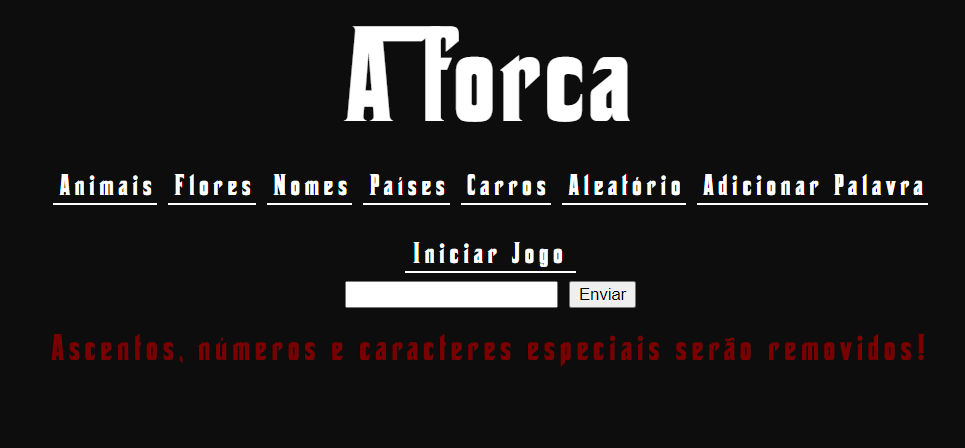 A forca
Animais Flores Nomes Países Carros Aleatório Adicionar Palavra
Iniciar Jogo
Enviar
Ascentos, números e caracteres especiais serão removidos!